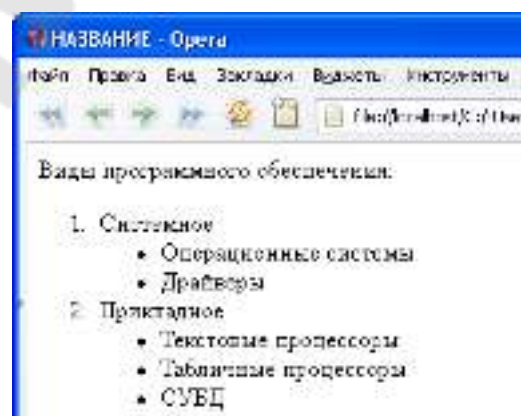 НАЗВАНИЕ - Opera
Файл Правка Вид Закладки Виджеты Инструменты
Виды программного обеспечения:
1. Системное
• Операционные системы
• Драйверы
2. Прикладное
• Текстовые процессоры
• Табличные процессоры
• СУБД